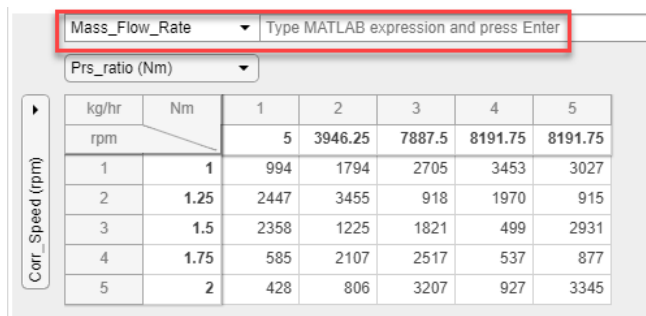 Mass_Flow_Rate Type MATLAB expression and press Enter
Prs_ratio (Nm)
Corr_Speed (rpm)
kg/hr Nm 1 2 3 4 5
rpm 5 3946.25 7887.5 8191.75 8191.75
1 1 994 1794 2705 3453 3027
2 1.25 2447 3455 918 1970 915
3 1.5 2358 1225 1821 499 2931
4 1.75 585 2107 2517 537 877
5 2 428 806 3207 927 3345